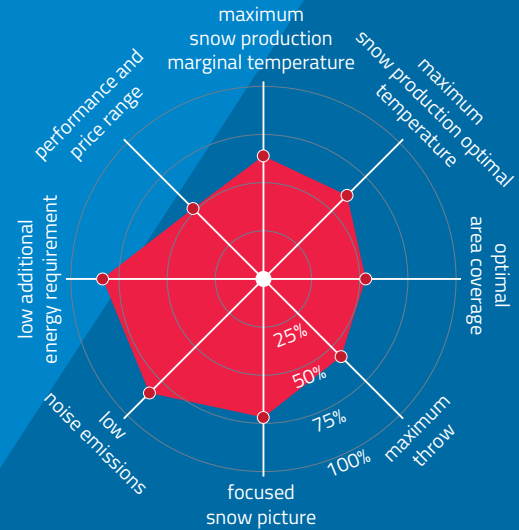 maximum
snow production
marginal temperature
maximum
snow production optimal
temperature
optimal
area coverage
maximum
throw
focused
snow picture
low
noise emissions
low additional
energy requirement
performance and
price range
25%
50%
75%
100%